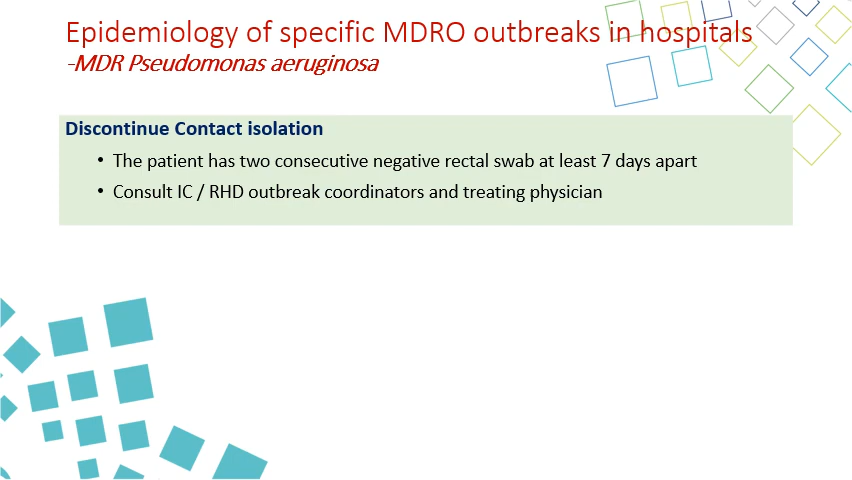 Epidemiology of specific MDRO outbreaks in hospitals
-MDR Pseudomonas aeruginosa
Discontinue Contact isolation
• The patient has two consecutive negative rectal swab at least 7 days apart
• Consult IC / RHD outbreak coordinators and treating physician